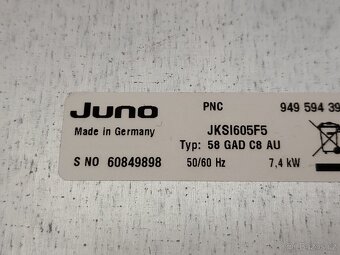 Juno PNC 949 594 39
Made in Germany JKSI605F5
Typ: 58 GAD C8 AU
S NO 60849898 50/60 Hz 7,4 kW